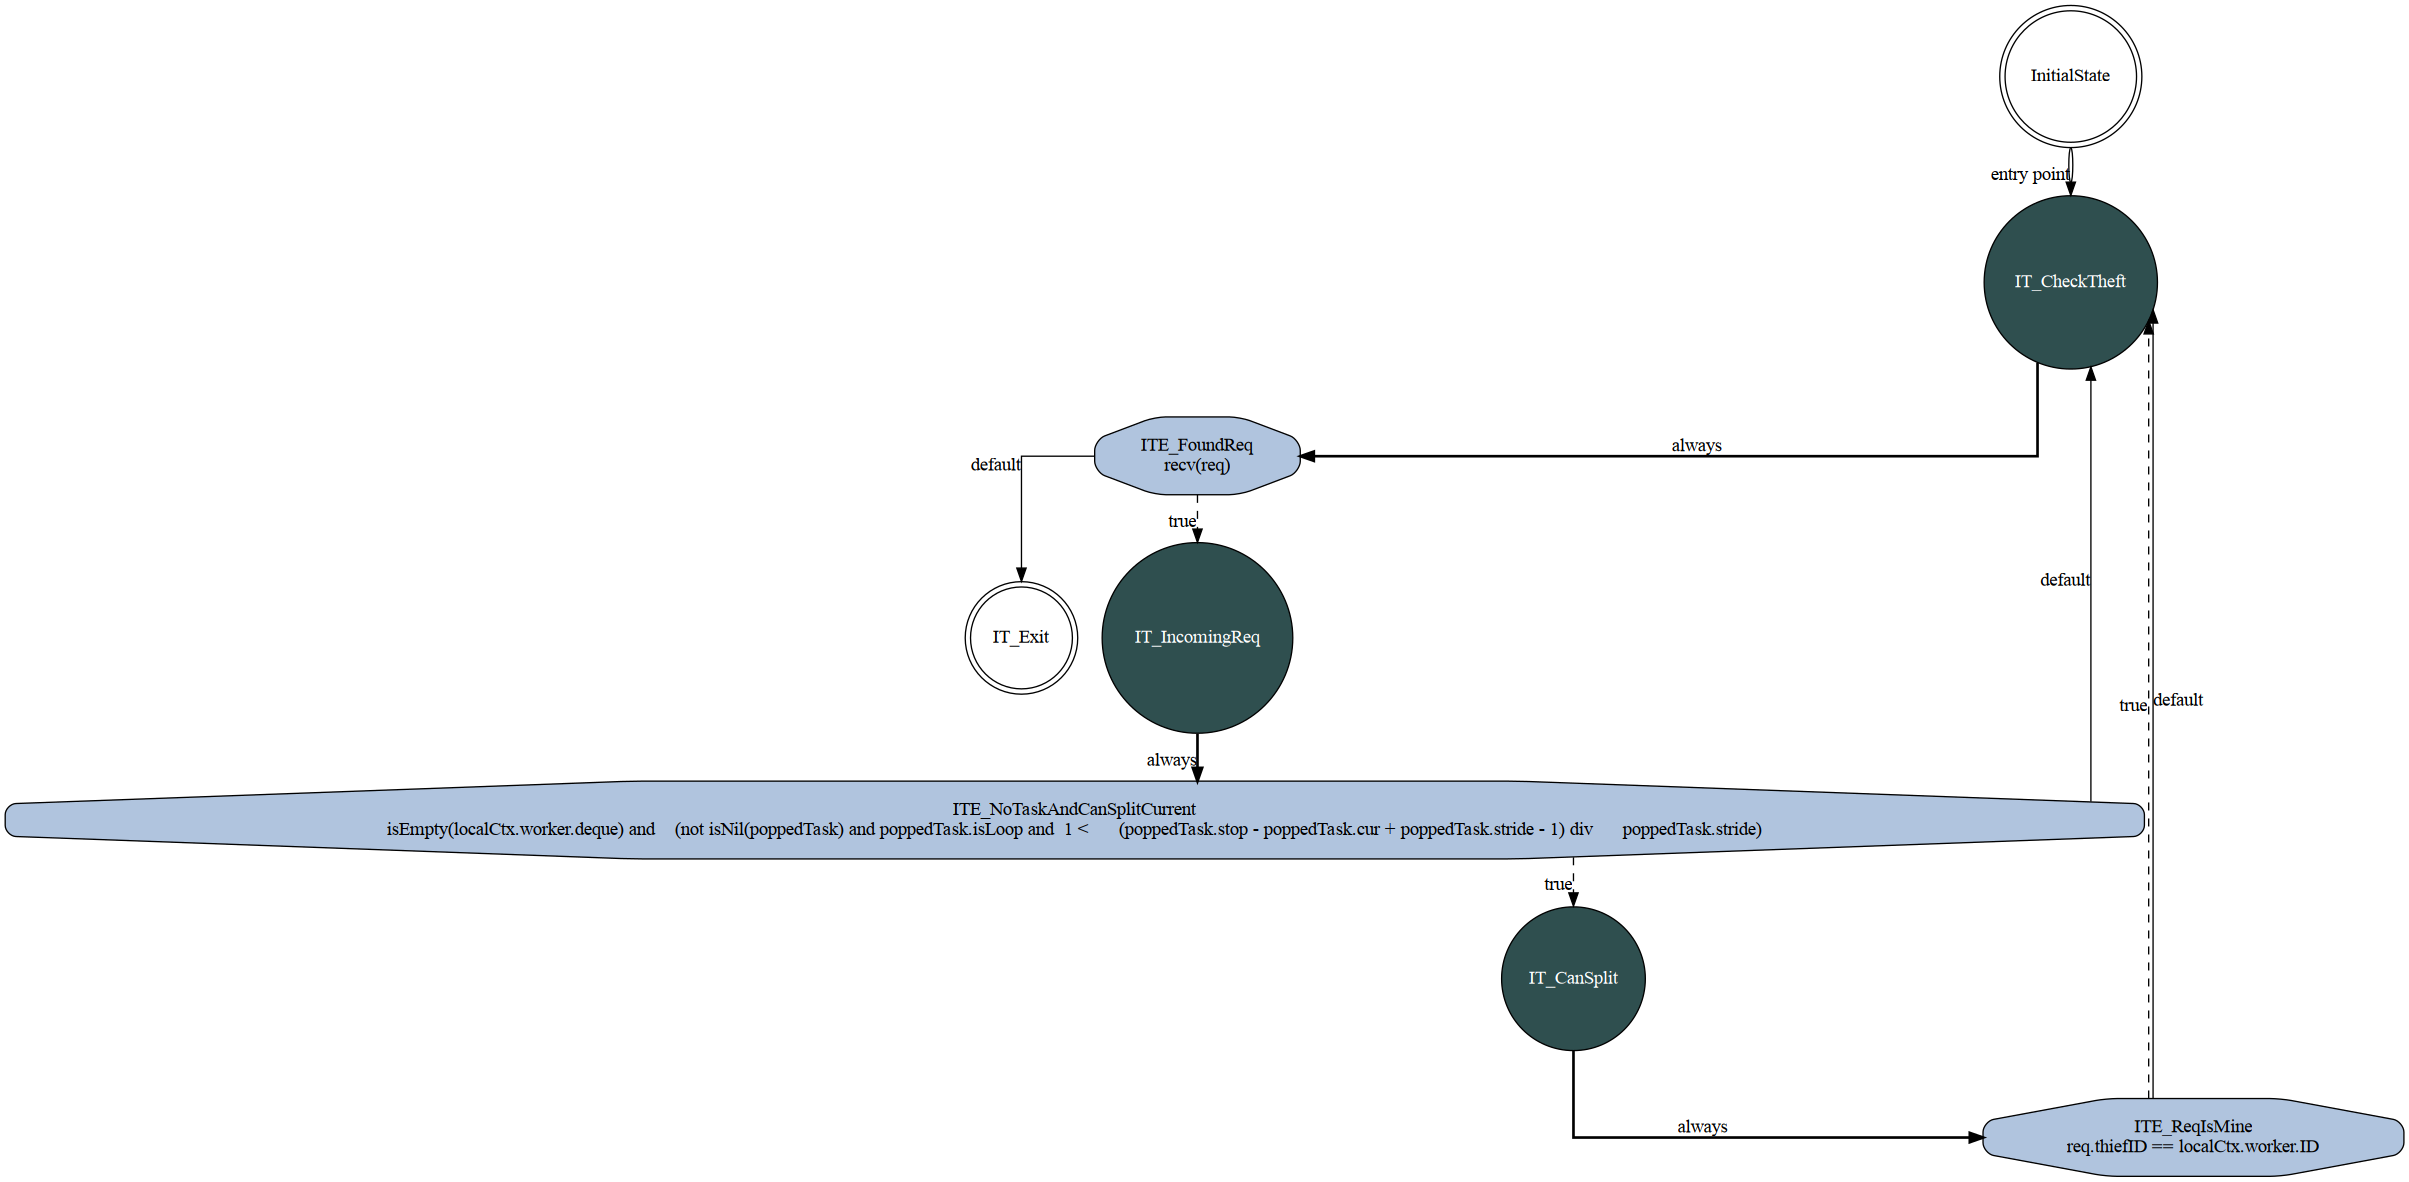 InitialState
entry point
IT_CheckTheft
ITE_FoundReq
recv(req)
always
default
true
IT_Exit
IT_IncomingReq
default
true
default
always
ITE_NoTaskAndCanSplitCurrent
isEmpty(localCtx.worker.deque) and    (not isNil(poppedTask) and poppedTask.isLoop and  1 <      (poppedTask.stop - poppedTask.cur + poppedTask.stride - 1) div      poppedTask.stride)
true
IT_CanSplit
always
ITE_ReqIsMine
req.thiefID == localCtx.worker.ID